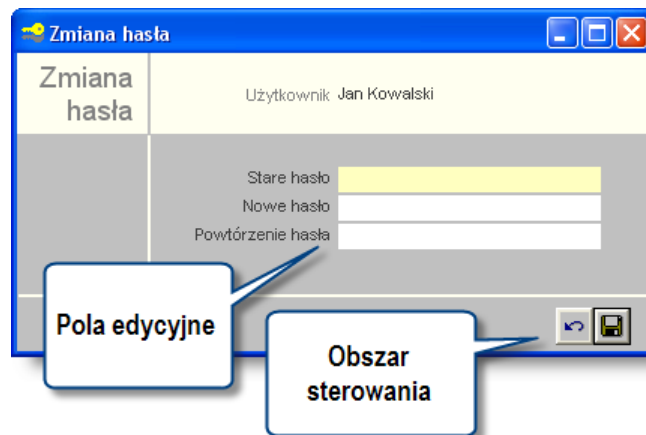 Zmiana hasła
Zmiana
hasła
Użytkownik Jan Kowalski
Stare hasło
Nowe hasło
Powtórzenie hasła
Pola edycyjne
Obszar
sterowania